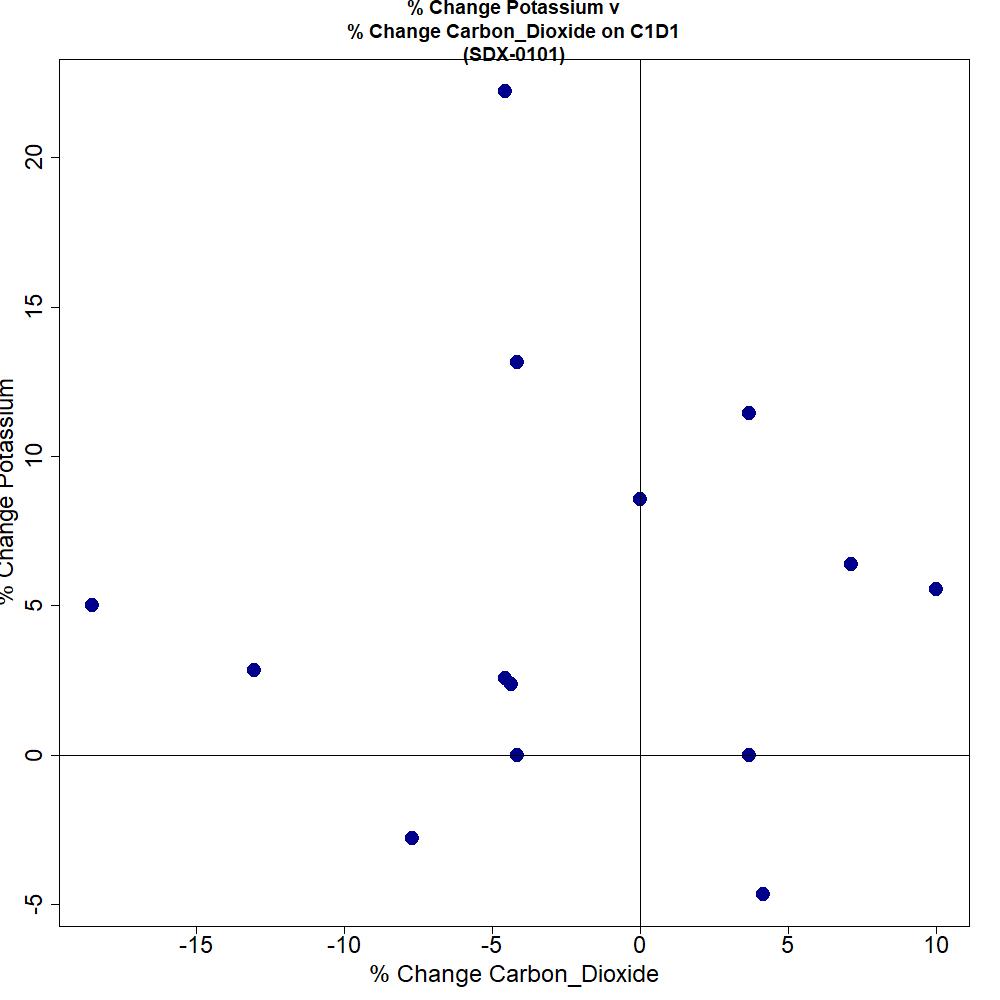 % Change Potassium v
% Change Carbon_Dioxide on C1D1
(SDX-0101)
20
15
10
5
0
-5
% Change Potassium
-15
-10
-5
0
5
10
% Change Carbon_Dioxide